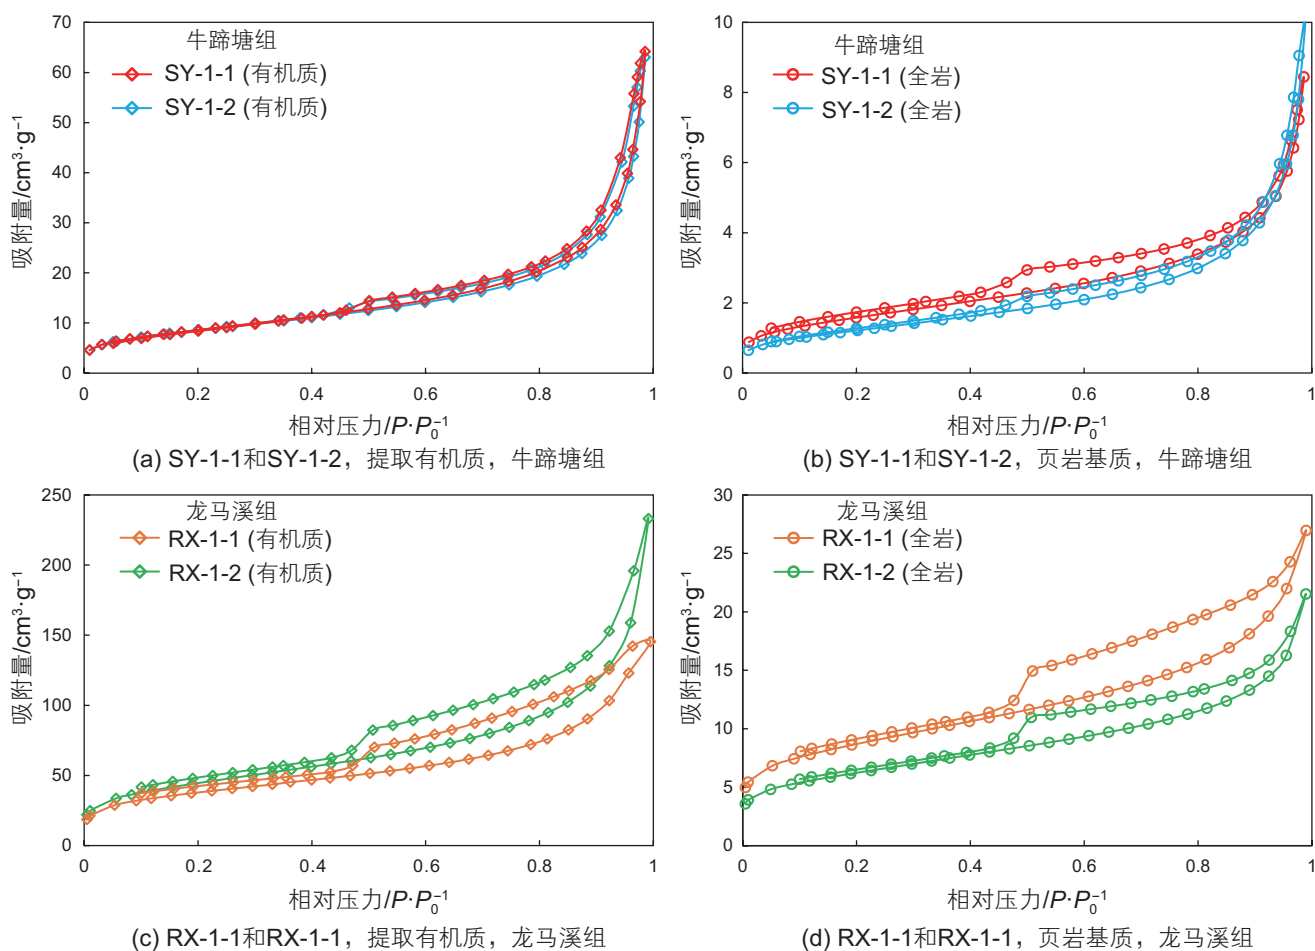 70
60
50
40
30
20
10
0
吸附量/cm³·g⁻¹
牛蹄塘组
SY-1-1 (有机质)
SY-1-2 (有机质)
0 0.2 0.4 0.6 0.8 1
相对压力/P·P₀⁻¹
(a) SY-1-1和SY-1-2，提取有机质，牛蹄塘组
10
8
6
4
2
0
吸附量/cm³·g⁻¹
牛蹄塘组
SY-1-1 (全岩)
SY-1-2 (全岩)
0 0.2 0.4 0.6 0.8 1
相对压力/P·P₀⁻¹
(b) SY-1-1和SY-1-2，页岩基质，牛蹄塘组
250
200
150
100
50
0
吸附量/cm³·g⁻¹
龙马溪组
RX-1-1 (有机质)
RX-1-2 (有机质)
0 0.2 0.4 0.6 0.8 1
相对压力/P·P₀⁻¹
(c) RX-1-1和RX-1-1，提取有机质，龙马溪组
30
25
20
15
10
5
0
吸附量/cm³·g⁻¹
龙马溪组
RX-1-1 (全岩)
RX-1-2 (全岩)
0 0.2 0.4 0.6 0.8 1
相对压力/P·P₀⁻¹
(d) RX-1-1和RX-1-1，页岩基质，龙马溪组